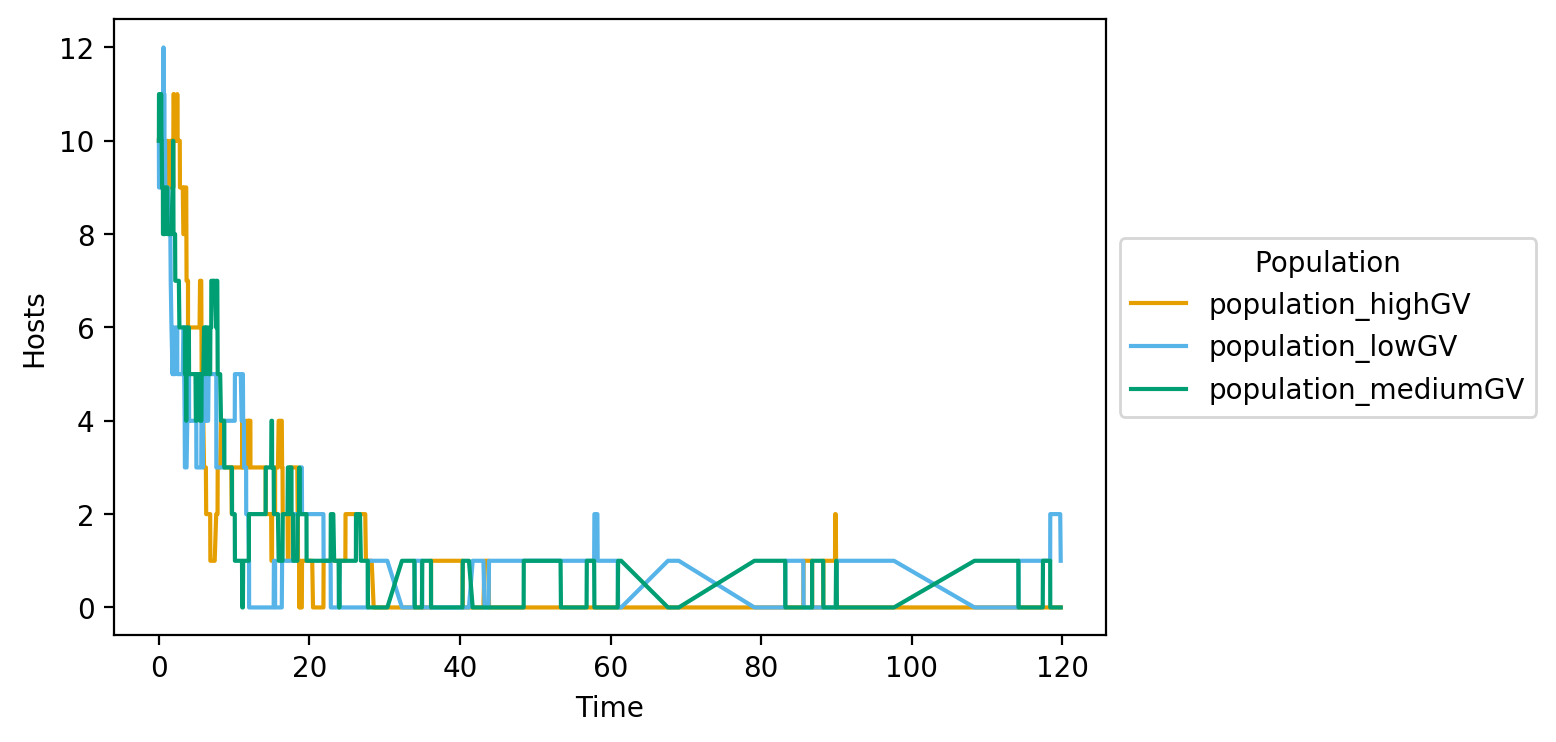 12
10
8
6
4
2
0
Hosts
0 20 40 60 80 100 120
Time
Population
population_highGV
population_lowGV
population_mediumGV